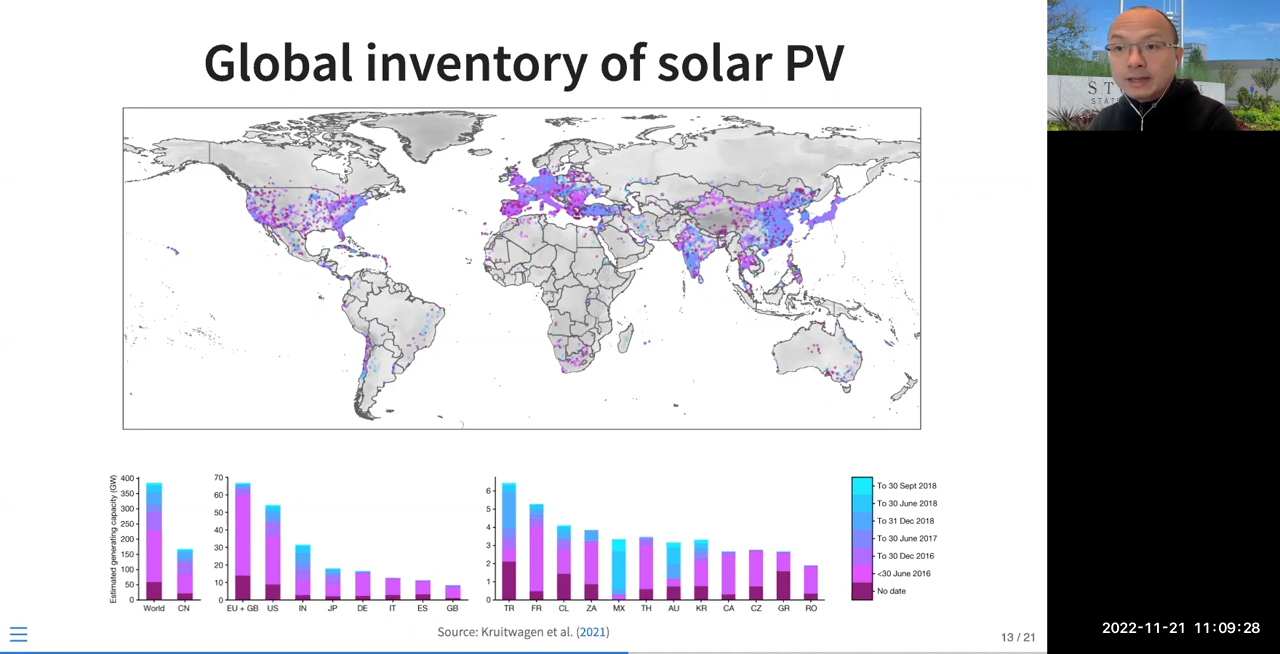 Global inventory of solar PV
ST
STATE
Estimated generating capacity (GW)
400
350
300
250
200
150
100
50
0
World CN
70
60
50
40
30
20
10
0
EU + GB US IN JP DE IT ES GB
6
5
4
3
2
1
0
TR FR CL ZA MX TH AU KR CA CZ GR RO
To 30 Sept 2018
To 30 June 2018
To 31 Dec 2018
To 30 June 2017
To 30 Dec 2016
<30 June 2016
No date
Source: Kruitwagen et al. (2021)
13 / 21
2022-11-21 11:09:28